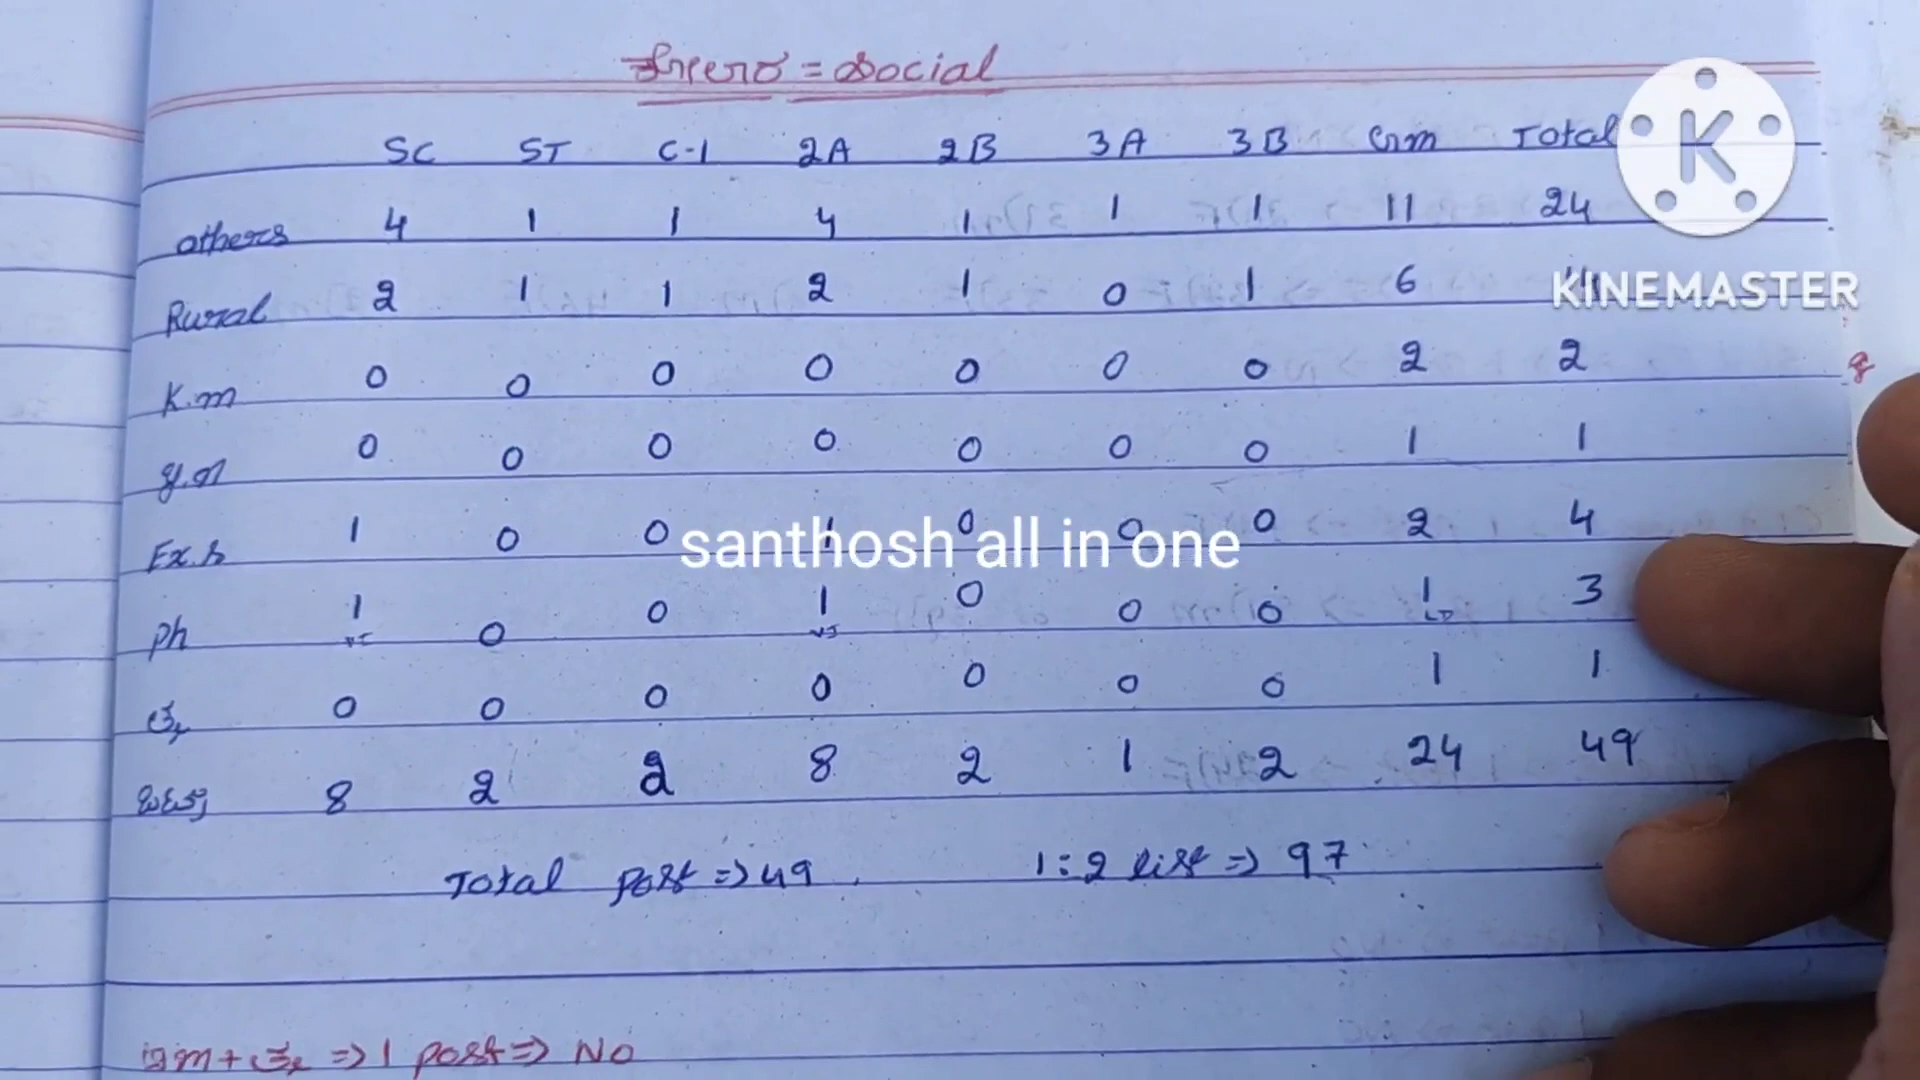 = Social
SC ST C-1 2A 2B 3A 3B Gm Total
others 4 1 1 4 1 1 1 11 24
Rural 2 1 1 2 1 0 1 6 14
K.m 0 0 0 0 0 0 0 2 2
0 0 0 0 0 0 0 1 1
Ex.s 1 0 0 1 0 0 0 2 4
Ph 1 0 0 1 0 0 0 1 3
0 0 0 0 0 0 0 1 1
8 2 2 8 2 1 2 24 49
Total Post => 49 . 1:2 list => 97
Gm + => 1 post => NO
K
KINEMASTER
santhosh all in one